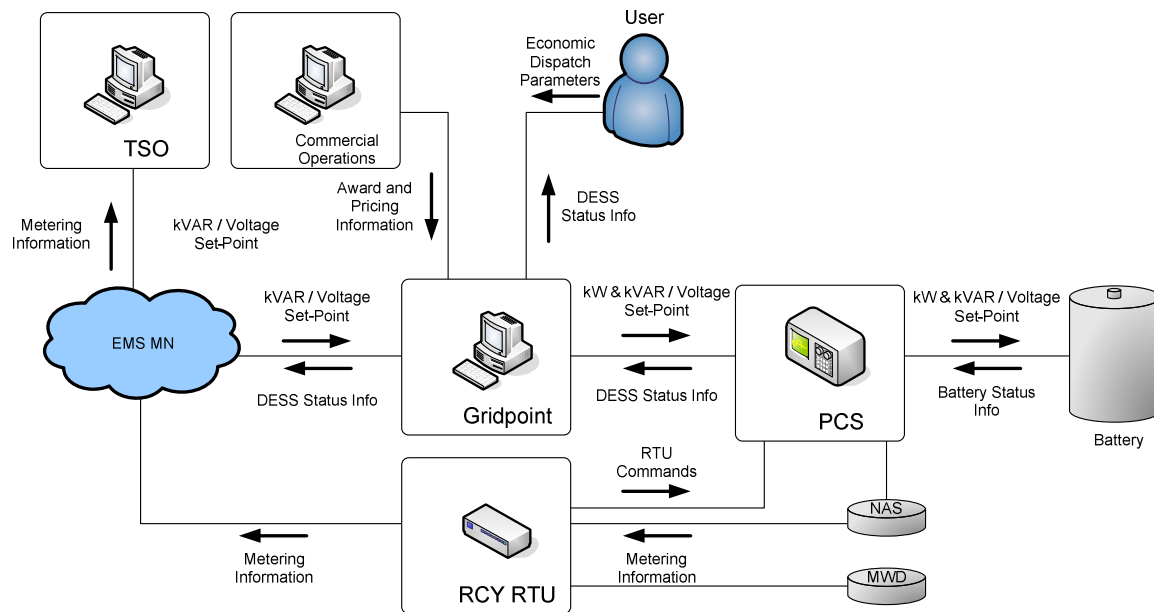 User
Economic
Dispatch
Parameters
TSO
Commercial
Operations
Award and
Pricing
Information
DESS
Status Info
Metering
Information
kVAR / Voltage
Set-Point
kVAR / Voltage
Set-Point
kW & kVAR / Voltage
Set-Point
kW & kVAR / Voltage
Set-Point
EMS MN
DESS Status Info
Gridpoint
DESS Status Info
PCS
Battery Status
Info
Battery
RTU
Commands
NAS
Metering
Information
Metering
Information
RCY RTU
MWD